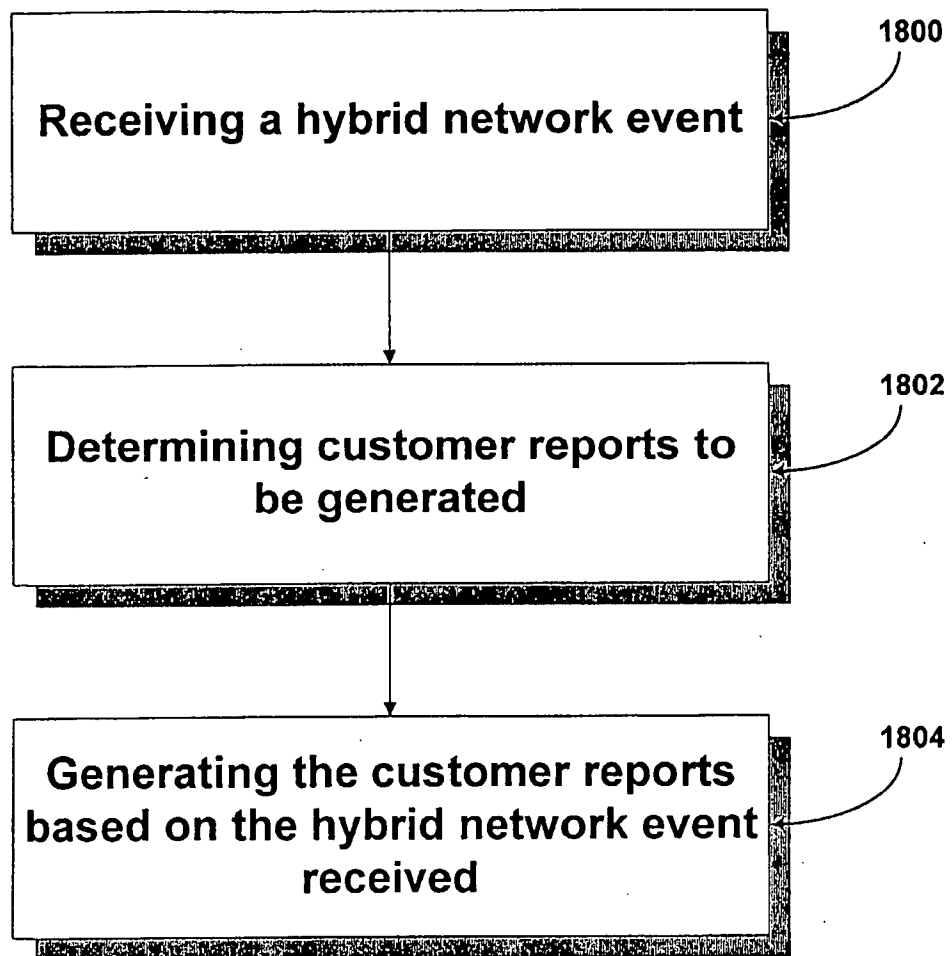 1800
Receiving a hybrid network event
1802
Determining customer reports to
be generated
1804
Generating the customer reports
based on the hybrid network event
received